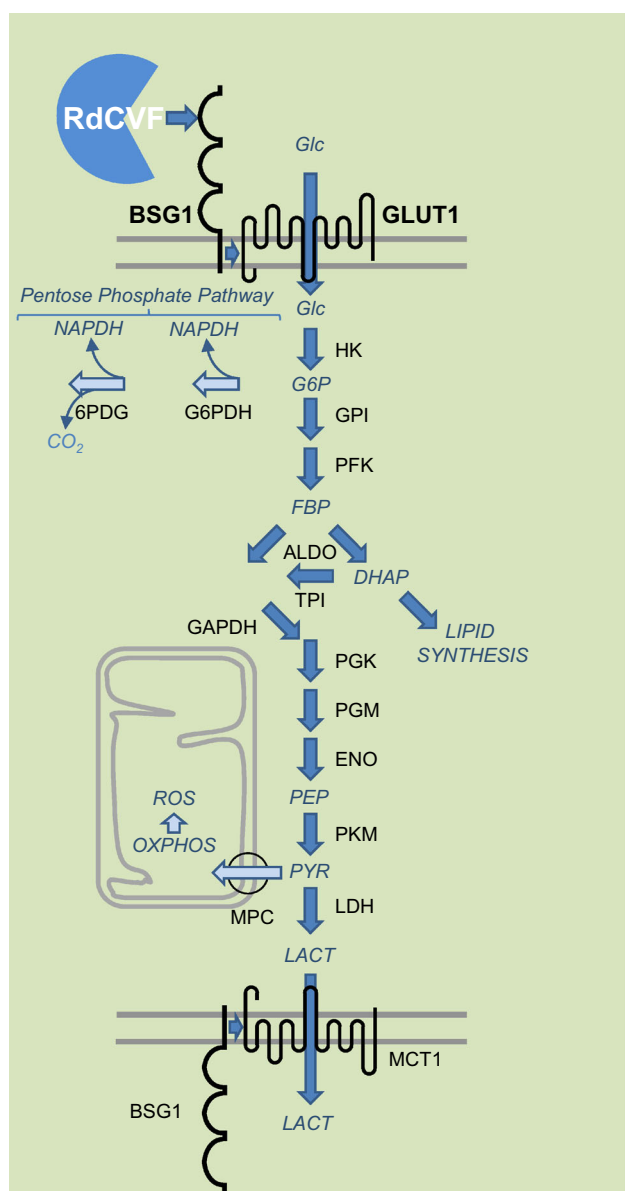 RdCVF
Glc
BSG1
GLUT1
Pentose Phosphate Pathway
Glc
NAPDH
NAPDH
HK
G6P
6PDG
G6PDH
GPI
CO2
PFK
FBP
ALDO
DHAP
TPI
GAPDH
LIPID
SYNTHESIS
PGK
PGM
ENO
ROS
PEP
OXPHOS
PKM
PYR
MPC
LDH
LACT
MCT1
BSG1
LACT